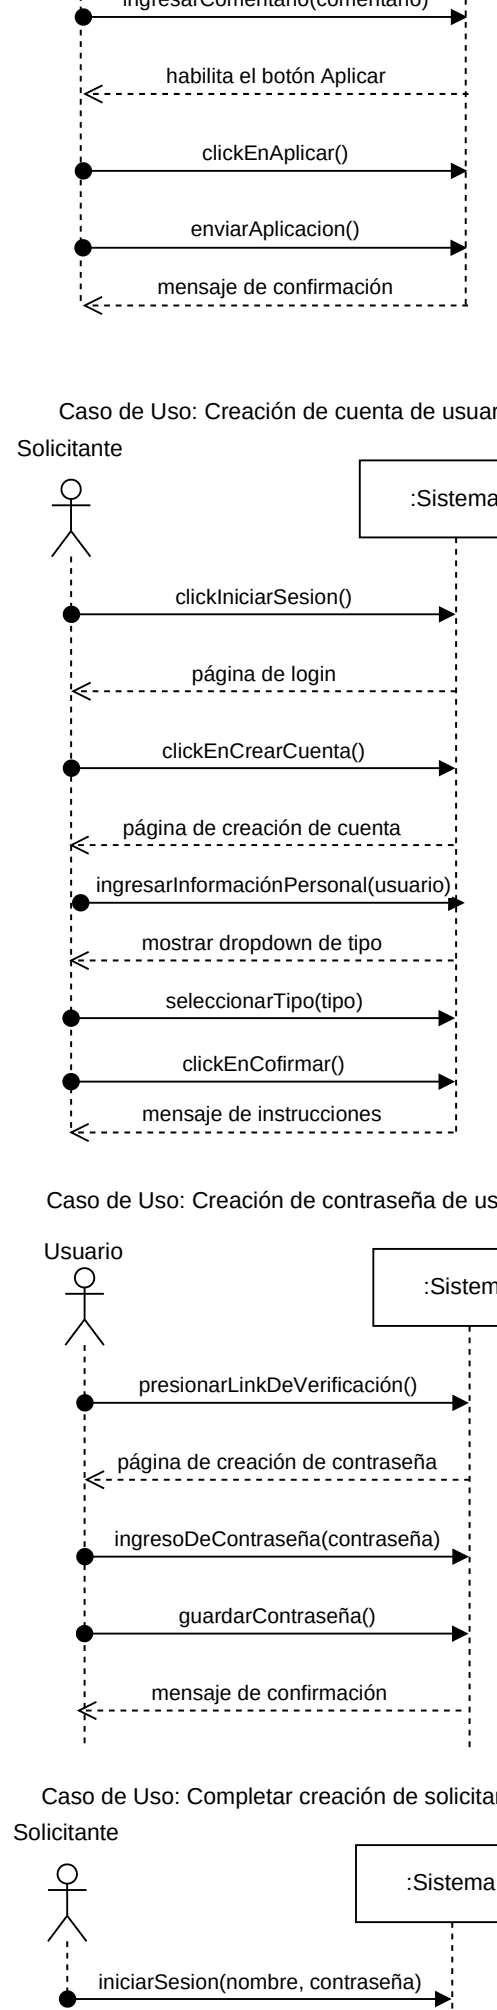 ingresarComentario(comentario)
habilita el botón Aplicar
clickEnAplicar()
enviarAplicacion()
mensaje de confirmación
Caso de Uso: Creación de cuenta de usuar
Solicitante
:Sistema
clickIniciarSesion()
página de login
clickEnCrearCuenta()
página de creación de cuenta
ingresarInformaciónPersonal(usuario)
mostrar dropdown de tipo
seleccionarTipo(tipo)
clickEnCofirmar()
mensaje de instrucciones
Caso de Uso: Creación de contraseña de us
Usuario
:Sistem
presionarLinkDeVerificación()
página de creación de contraseña
ingresoDeContraseña(contraseña)
guardarContraseña()
mensaje de confirmación
Caso de Uso: Completar creación de solicita
Solicitante
:Sistema
iniciarSesion(nombre, contraseña)